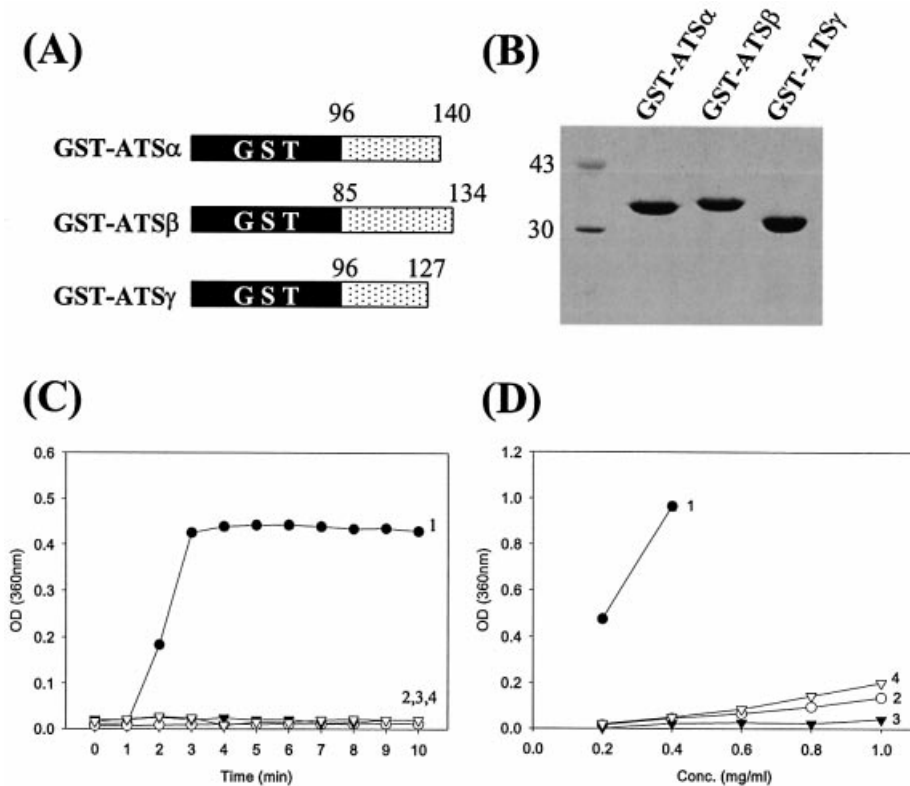 (A)
96 140
GST-ATSα GST
85 134
GST-ATSβ GST
96 127
GST-ATSγ GST
(B)
GST-ATSα
GST-ATSβ
GST-ATSγ
43
30
(C)
0.6
0.5
0.4
0.3
0.2
0.1
0.0
OD (360nm)
1
2,3,4
0 1 2 3 4 5 6 7 8 9 10
Time (min)
(D)
1.2
1.0
0.8
0.6
0.4
0.2
0.0
OD (360nm)
1
4
2
3
0.0 0.2 0.4 0.6 0.8 1.0
Conc. (mg/ml)